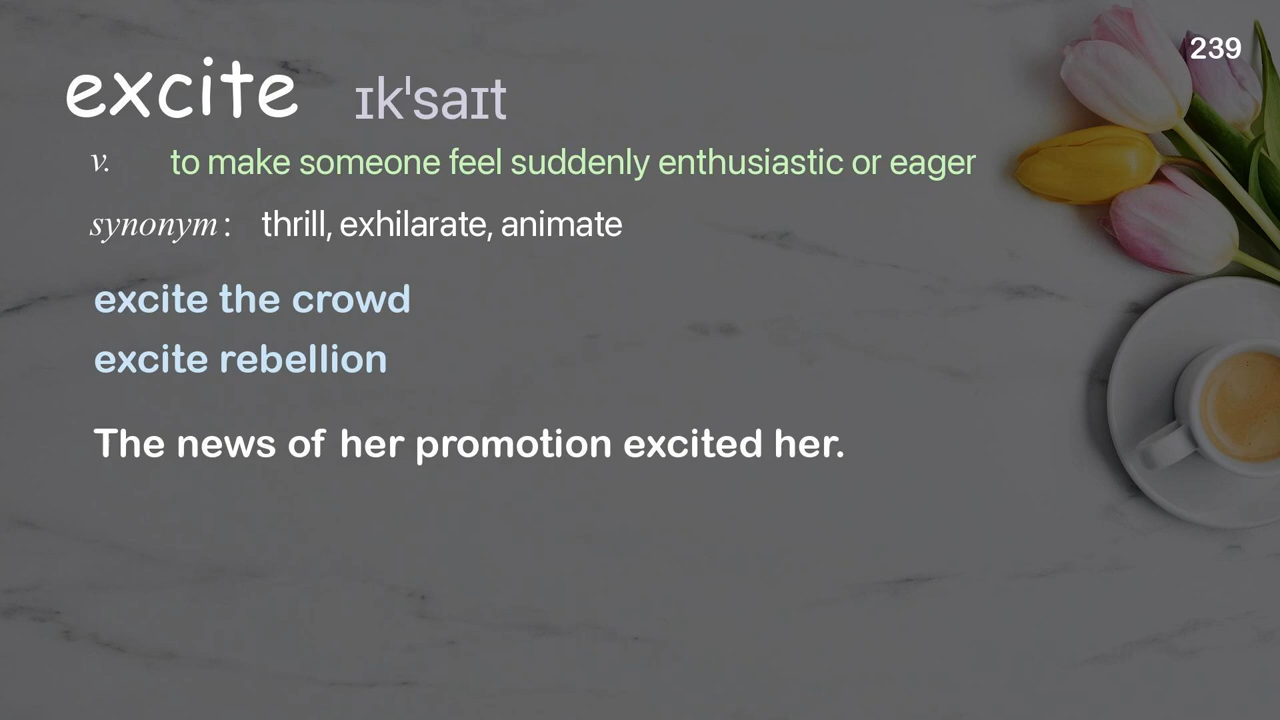 239
excite ɪkˈsaɪt
v. to make someone feel suddenly enthusiastic or eager
synonym: thrill, exhilarate, animate
excite the crowd
excite rebellion
The news of her promotion excited her.